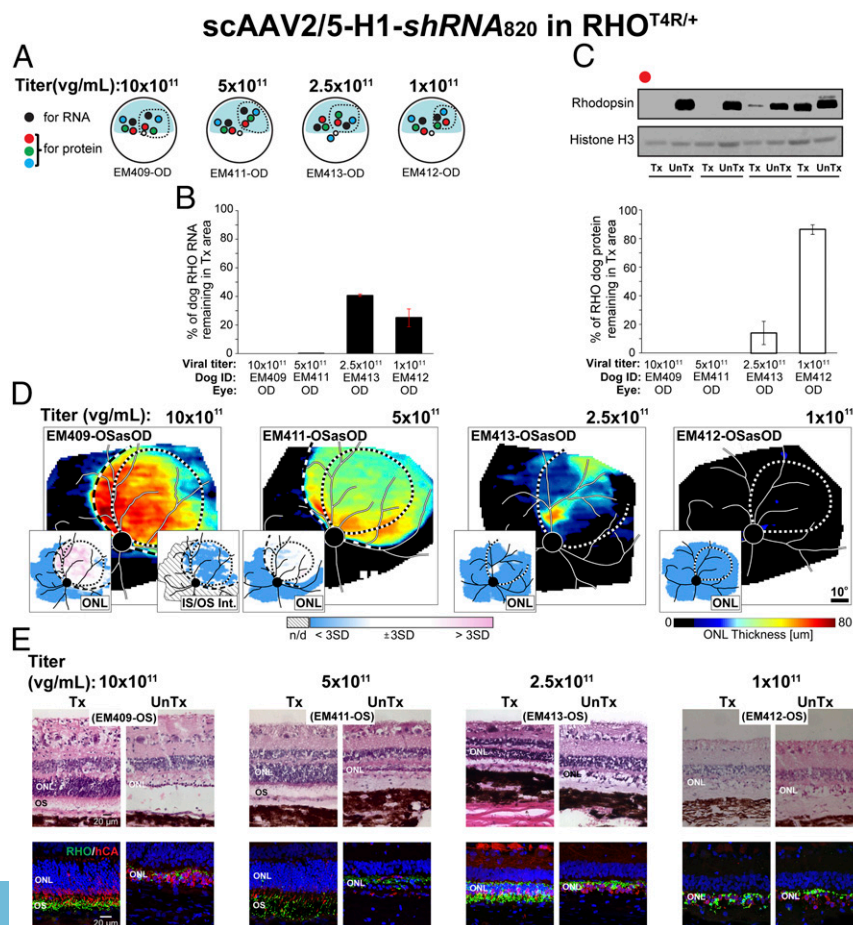 scAAV2/5-H1-shRNA820 in RHOT4R/+
A
Titer(vg/mL):10x10¹¹ 5x10¹¹ 2.5x10¹¹ 1x10¹¹
for RNA
for protein
EM409-OD EM411-OD EM413-OD EM412-OD
C
Rhodopsin
Histone H3
Tx UnTx Tx UnTx Tx UnTx Tx UnTx
B
% of dog RHO RNA
remaining in Tx area
100
80
60
40
20
0
Viral titer: 10x10¹¹ 5x10¹¹ 2.5x10¹¹ 1x10¹¹
Dog ID: EM409 EM411 EM413 EM412
Eye: OD OD OD OD
% of RHO dog protein
remaining in Tx area
100
80
60
40
20
0
10x10¹¹ 5x10¹¹ 2.5x10¹¹ 1x10¹¹
EM409 EM411 EM413 EM412
OD OD OD OD
D
Titer (vg/mL): 10x10¹¹ 5x10¹¹ 2.5x10¹¹ 1x10¹¹
EM409-OSasOD EM411-OSasOD EM413-OSasOD EM412-OSasOD
ONL IS/OS Int. ONL ONL ONL
10°
n/d < 3SD ±3SD > 3SD
0 80
ONL Thickness [um]
E
Titer
(vg/mL): 10x10¹¹ 5x10¹¹ 2.5x10¹¹ 1x10¹¹
Tx UnTx Tx UnTx Tx UnTx Tx UnTx
(EM409-OS) (EM411-OS) (EM413-OS) (EM412-OS)
ONL ONL ONL ONL ONL ONL ONL ONL
OS OS
20 µm
RHO/hCA
ONL ONL ONL ONL ONL ONL ONL ONL
OS OS
20 µm